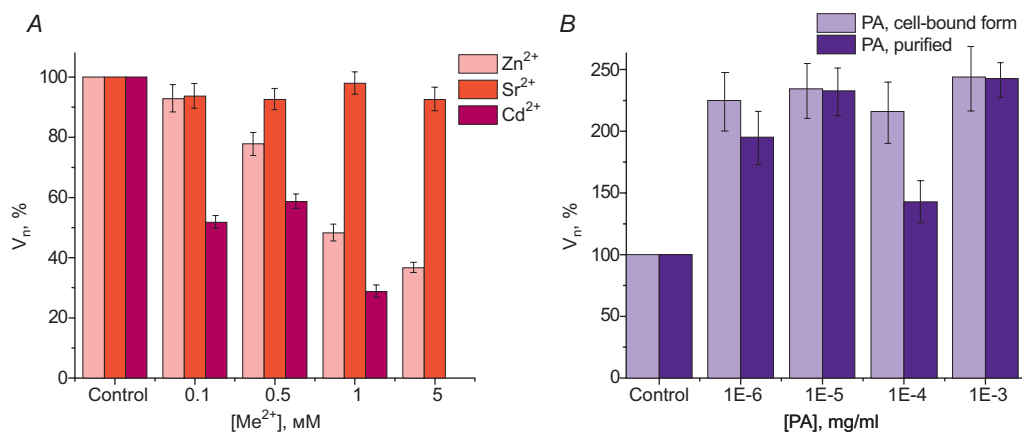 A
Zn²⁺
Sr²⁺
Cd²⁺
100
80
60
40
20
0
Vn, %
Control 0.1 0.5 1 5
[Me²⁺], мМ
B
PA, cell-bound form
PA, purified
250
200
150
100
50
0
Vn, %
Control 1E-6 1E-5 1E-4 1E-3
[PA], mg/ml